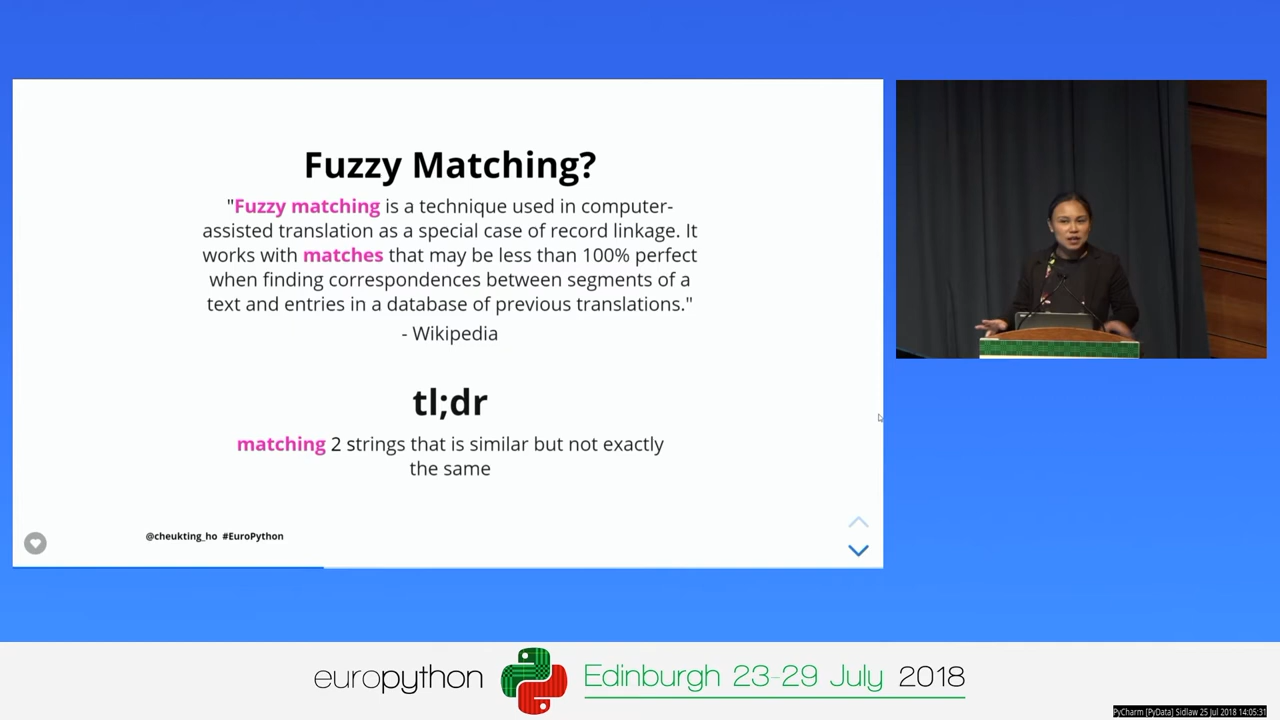 Fuzzy Matching?
"Fuzzy matching is a technique used in computer-
assisted translation as a special case of record linkage. It
works with matches that may be less than 100% perfect
when finding correspondences between segments of a
text and entries in a database of previous translations."
- Wikipedia
tl;dr
matching 2 strings that is similar but not exactly
the same
@cheukting_ho #EuroPython
europython Edinburgh 23-29 July 2018
PyCharm [PyData] Sidlaw 25 Jul 2018 14:05:31